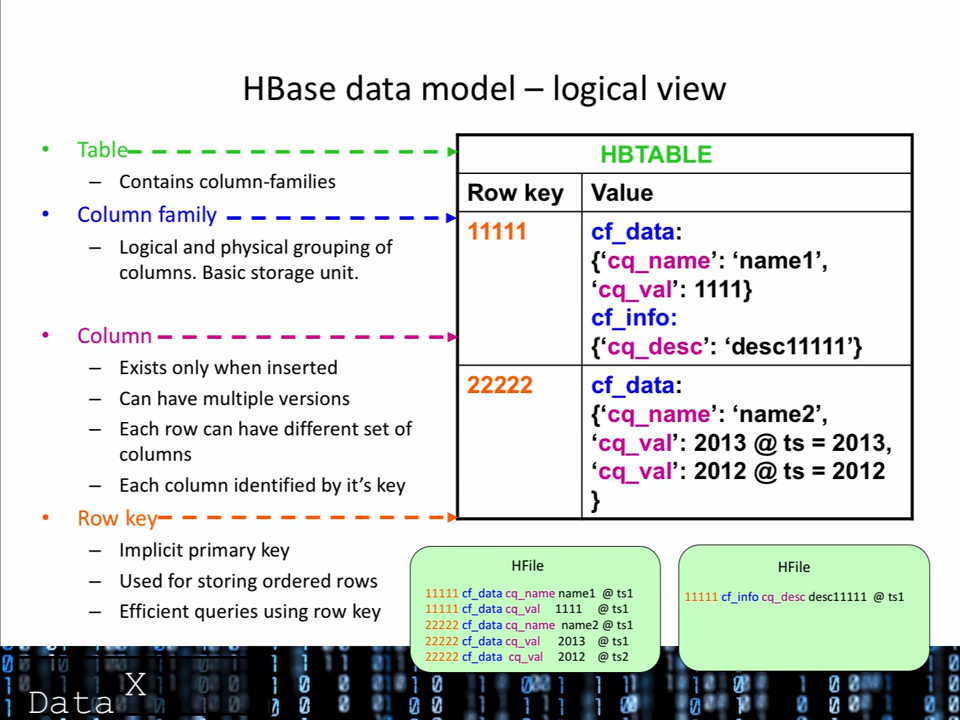 HBase data model – logical view
• Table
– Contains column-families
• Column family
– Logical and physical grouping of
columns. Basic storage unit.
• Column
– Exists only when inserted
– Can have multiple versions
– Each row can have different set of
columns
– Each column identified by it’s key
• Row key
– Implicit primary key
– Used for storing ordered rows
– Efficient queries using row key
HBTABLE
Row key Value
11111 cf_data:
{‘cq_name’: ‘name1’,
‘cq_val’: 1111}
cf_info:
{‘cq_desc’: ‘desc11111’}
22222 cf_data:
{‘cq_name’: ‘name2’,
‘cq_val’: 2013 @ ts = 2013,
‘cq_val’: 2012 @ ts = 2012
}
HFile
11111 cf_data cq_name name1 @ ts1
11111 cf_data cq_val 1111 @ ts1
22222 cf_data cq_name name2 @ ts1
22222 cf_data cq_val 2013 @ ts1
22222 cf_data cq_val 2012 @ ts2
HFile
11111 cf_info cq_desc desc11111 @ ts1
Data X